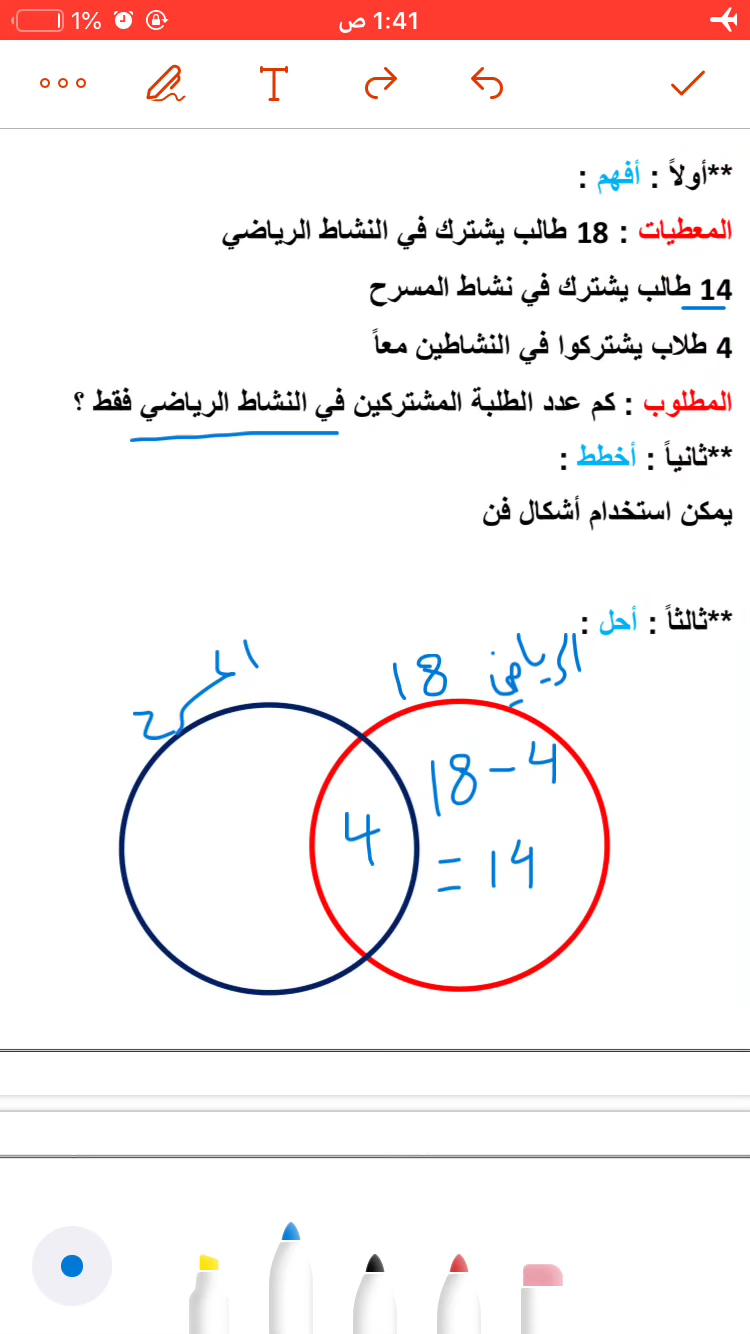 1% 1:41 ص
T
**أولاً : أفهم :
المعطيات : 18 طالب يشترك في النشاط الرياضي
14 طالب يشترك في نشاط المسرح
4 طلاب يشتركوا في النشاطين معاً
المطلوب : كم عدد الطلبة المشتركين في النشاط الرياضي فقط ؟
**ثانياً : أخطط :
يمكن استخدام أشكال فن
**ثالثاً : أحل :
الرياضي 18
18 - 4
4
= 14